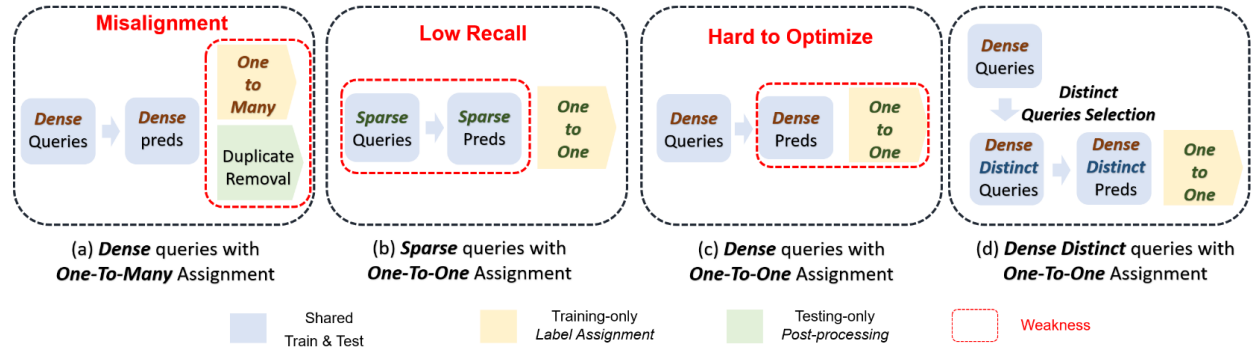 Misalignment
One
to
Many
Dense
Queries
Dense
preds
Duplicate
Removal
(a) Dense queries with
One-To-Many Assignment
Low Recall
Sparse
Queries
Sparse
Preds
One
to
One
(b) Sparse queries with
One-To-One Assignment
Hard to Optimize
Dense
Queries
Dense
Preds
One
to
One
(c) Dense queries with
One-To-One Assignment
Dense
Queries
Distinct
Queries Selection
Dense
Distinct
Queries
Dense
Distinct
Preds
One
to
One
(d) Dense Distinct queries with
One-To-One Assignment
Shared
Train & Test
Training-only
Label Assignment
Testing-only
Post-processing
Weakness